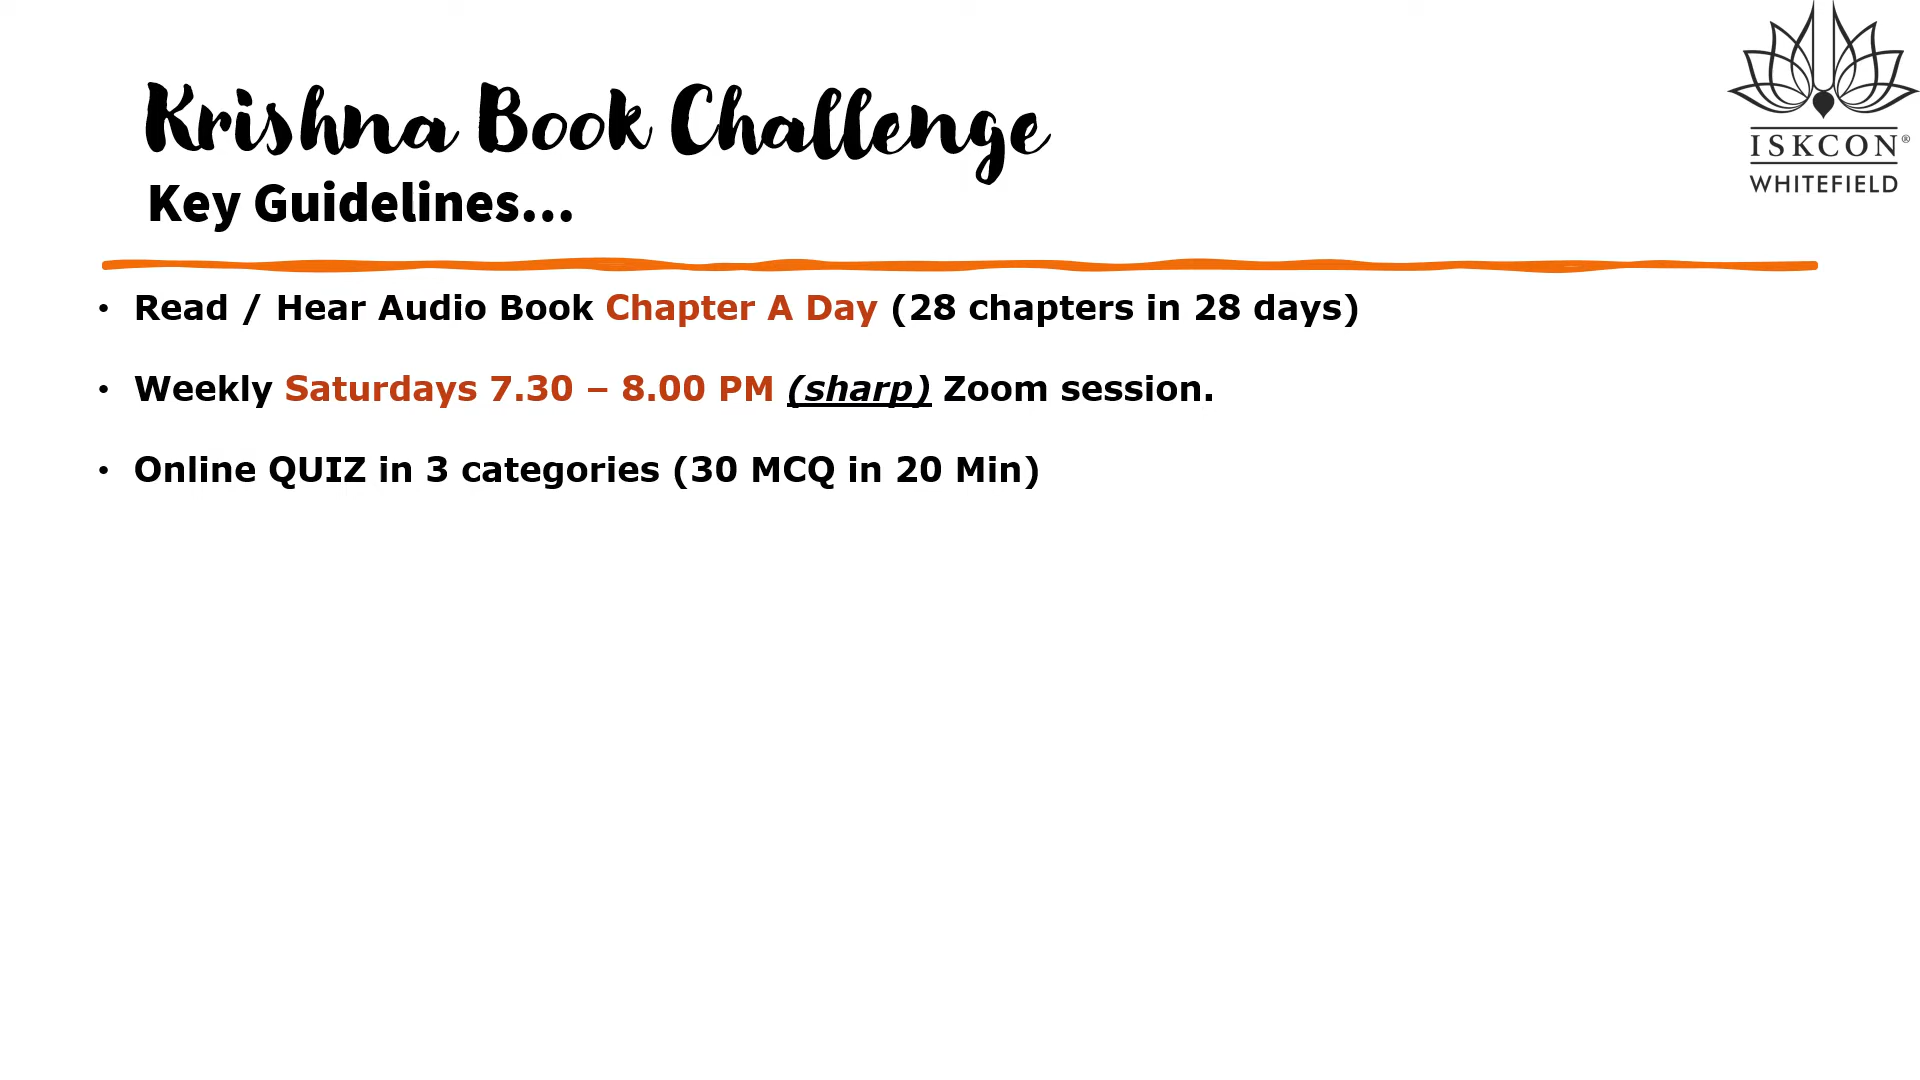 Krishna Book Challenge
Key Guidelines...
ISKCON®
WHITEFIELD
• Read / Hear Audio Book Chapter A Day (28 chapters in 28 days)
• Weekly Saturdays 7.30 – 8.00 PM (sharp) Zoom session.
• Online QUIZ in 3 categories (30 MCQ in 20 Min)